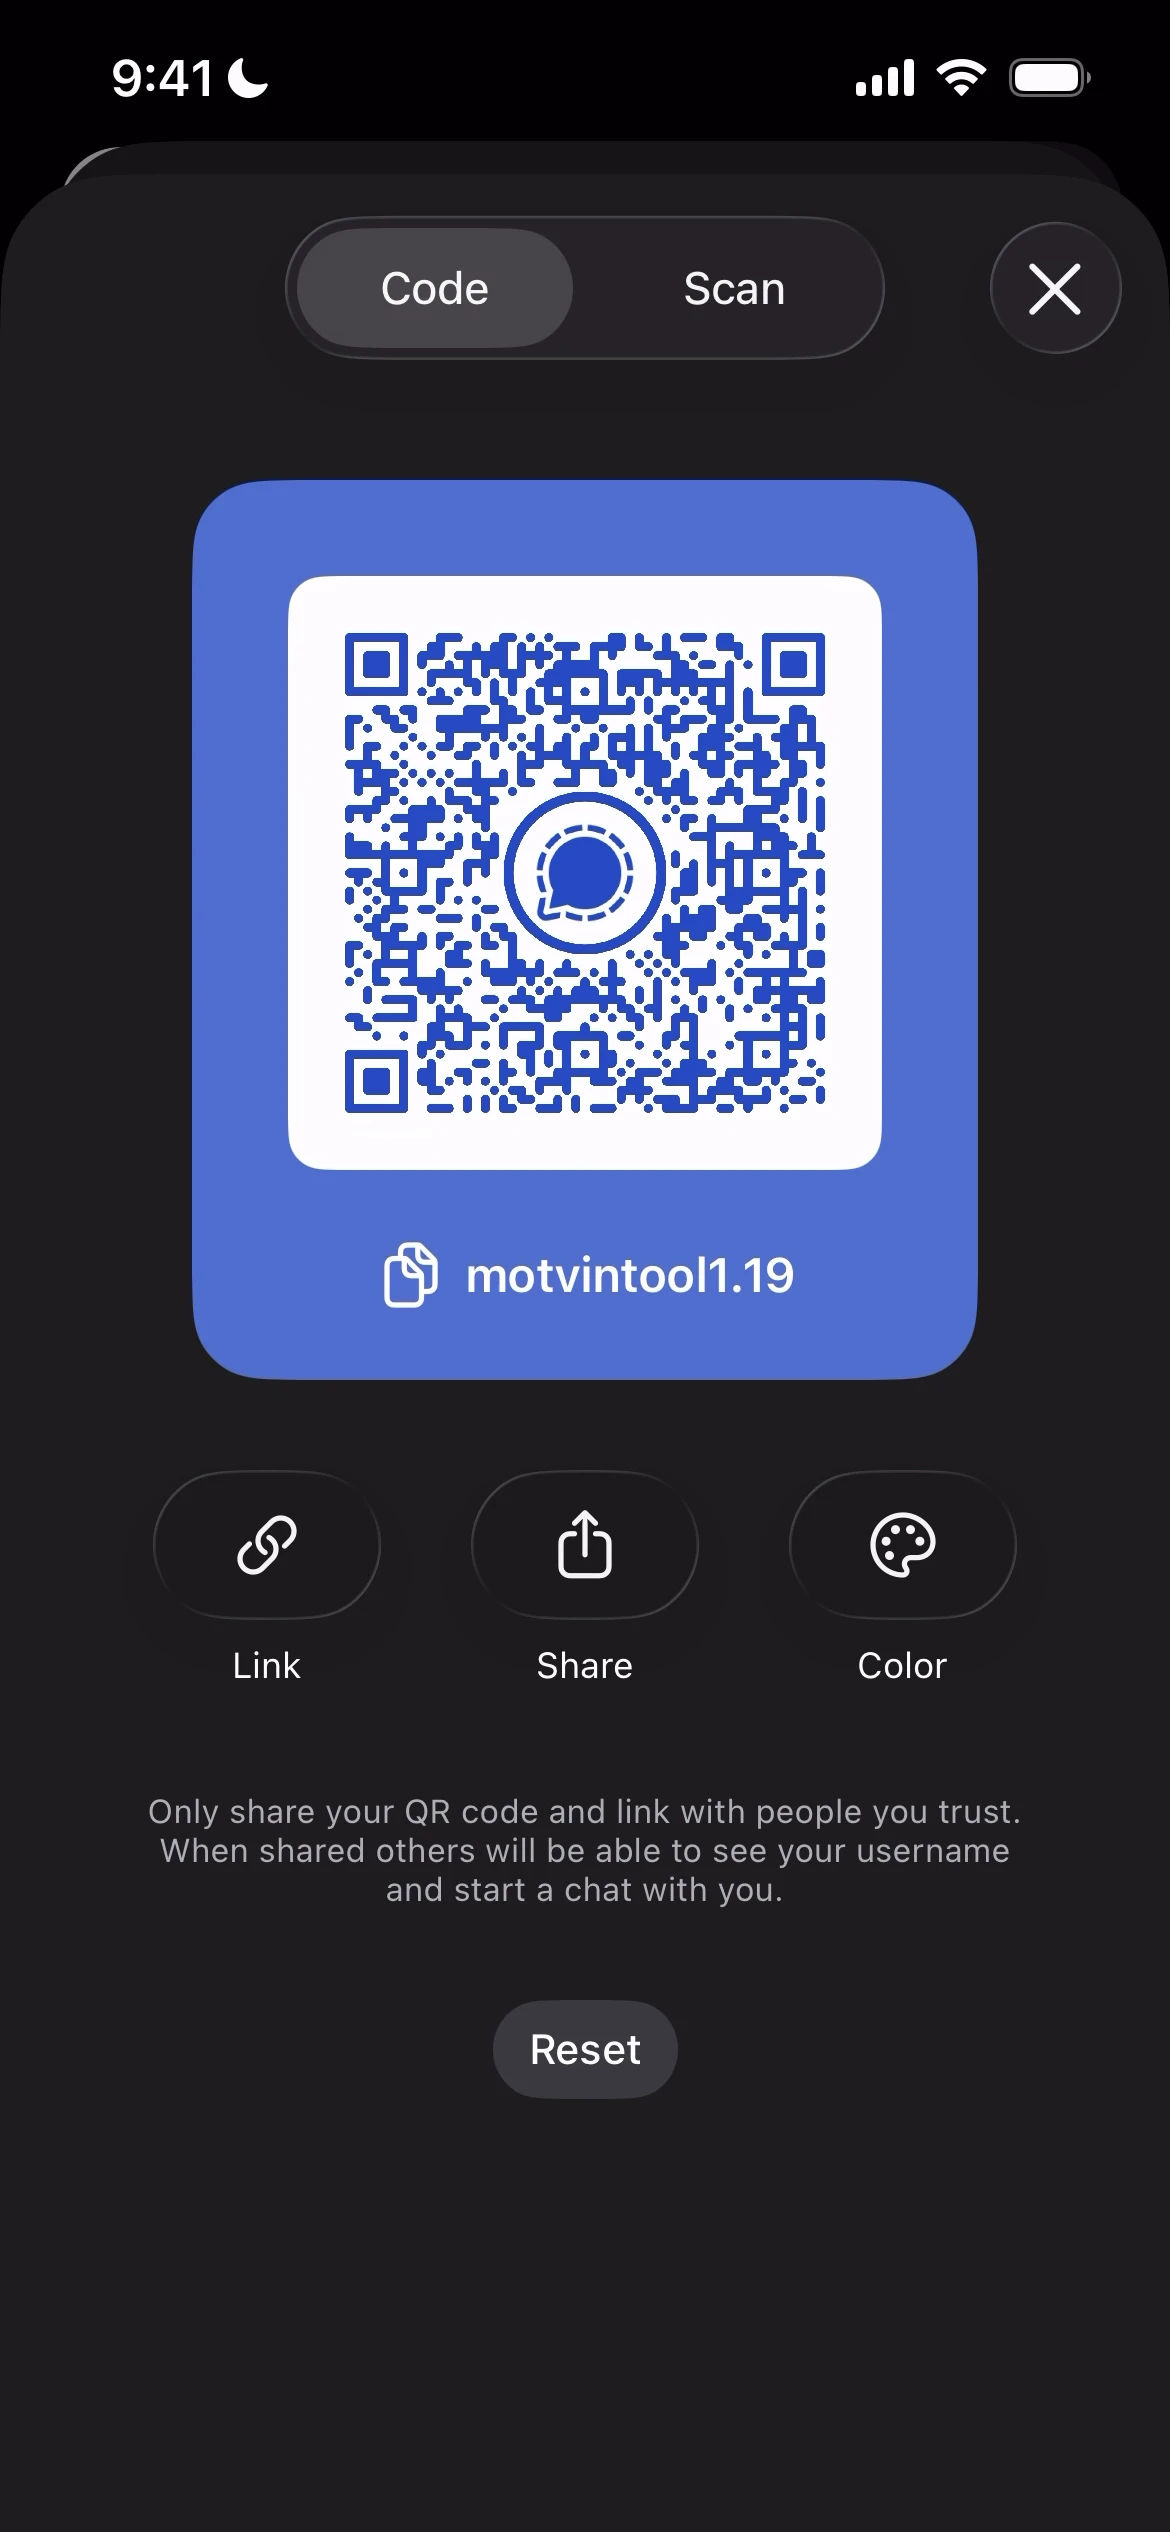 9:41
Code
Scan
motvintool1.19
Link
Share
Color
Only share your QR code and link with people you trust.
When shared others will be able to see your username
and start a chat with you.
Reset